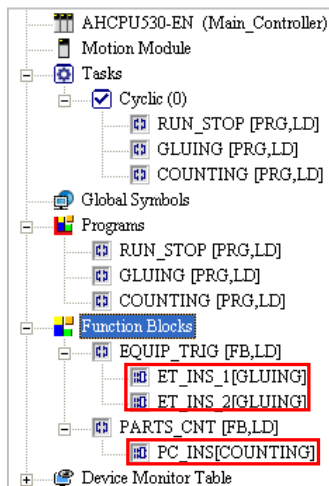 AHCPU530-EN (Main_Controller)
Motion Module
Tasks
Cyclic (0)
RUN_STOP [PRG,LD]
GLUING [PRG,LD]
COUNTING [PRG,LD]
Global Symbols
Programs
RUN_STOP [PRG,LD]
GLUING [PRG,LD]
COUNTING [PRG,LD]
Function Blocks
EQUIP_TRIG [FB,LD]
ET_INS_1[GLUING]
ET_INS_2[GLUING]
PARTS_CNT [FB,LD]
PC_INS[COUNTING]
Device Monitor Table